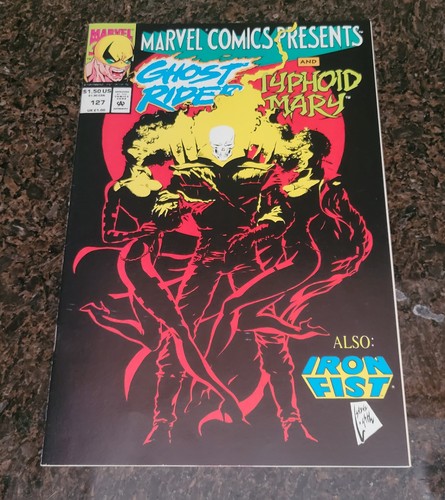 MARVEL
MARVEL COMICS PRESENTS
GHOST
RIDER
AND
TYPHOID
MARY
$1.50 US
127
ALSO:
IRON
FIST